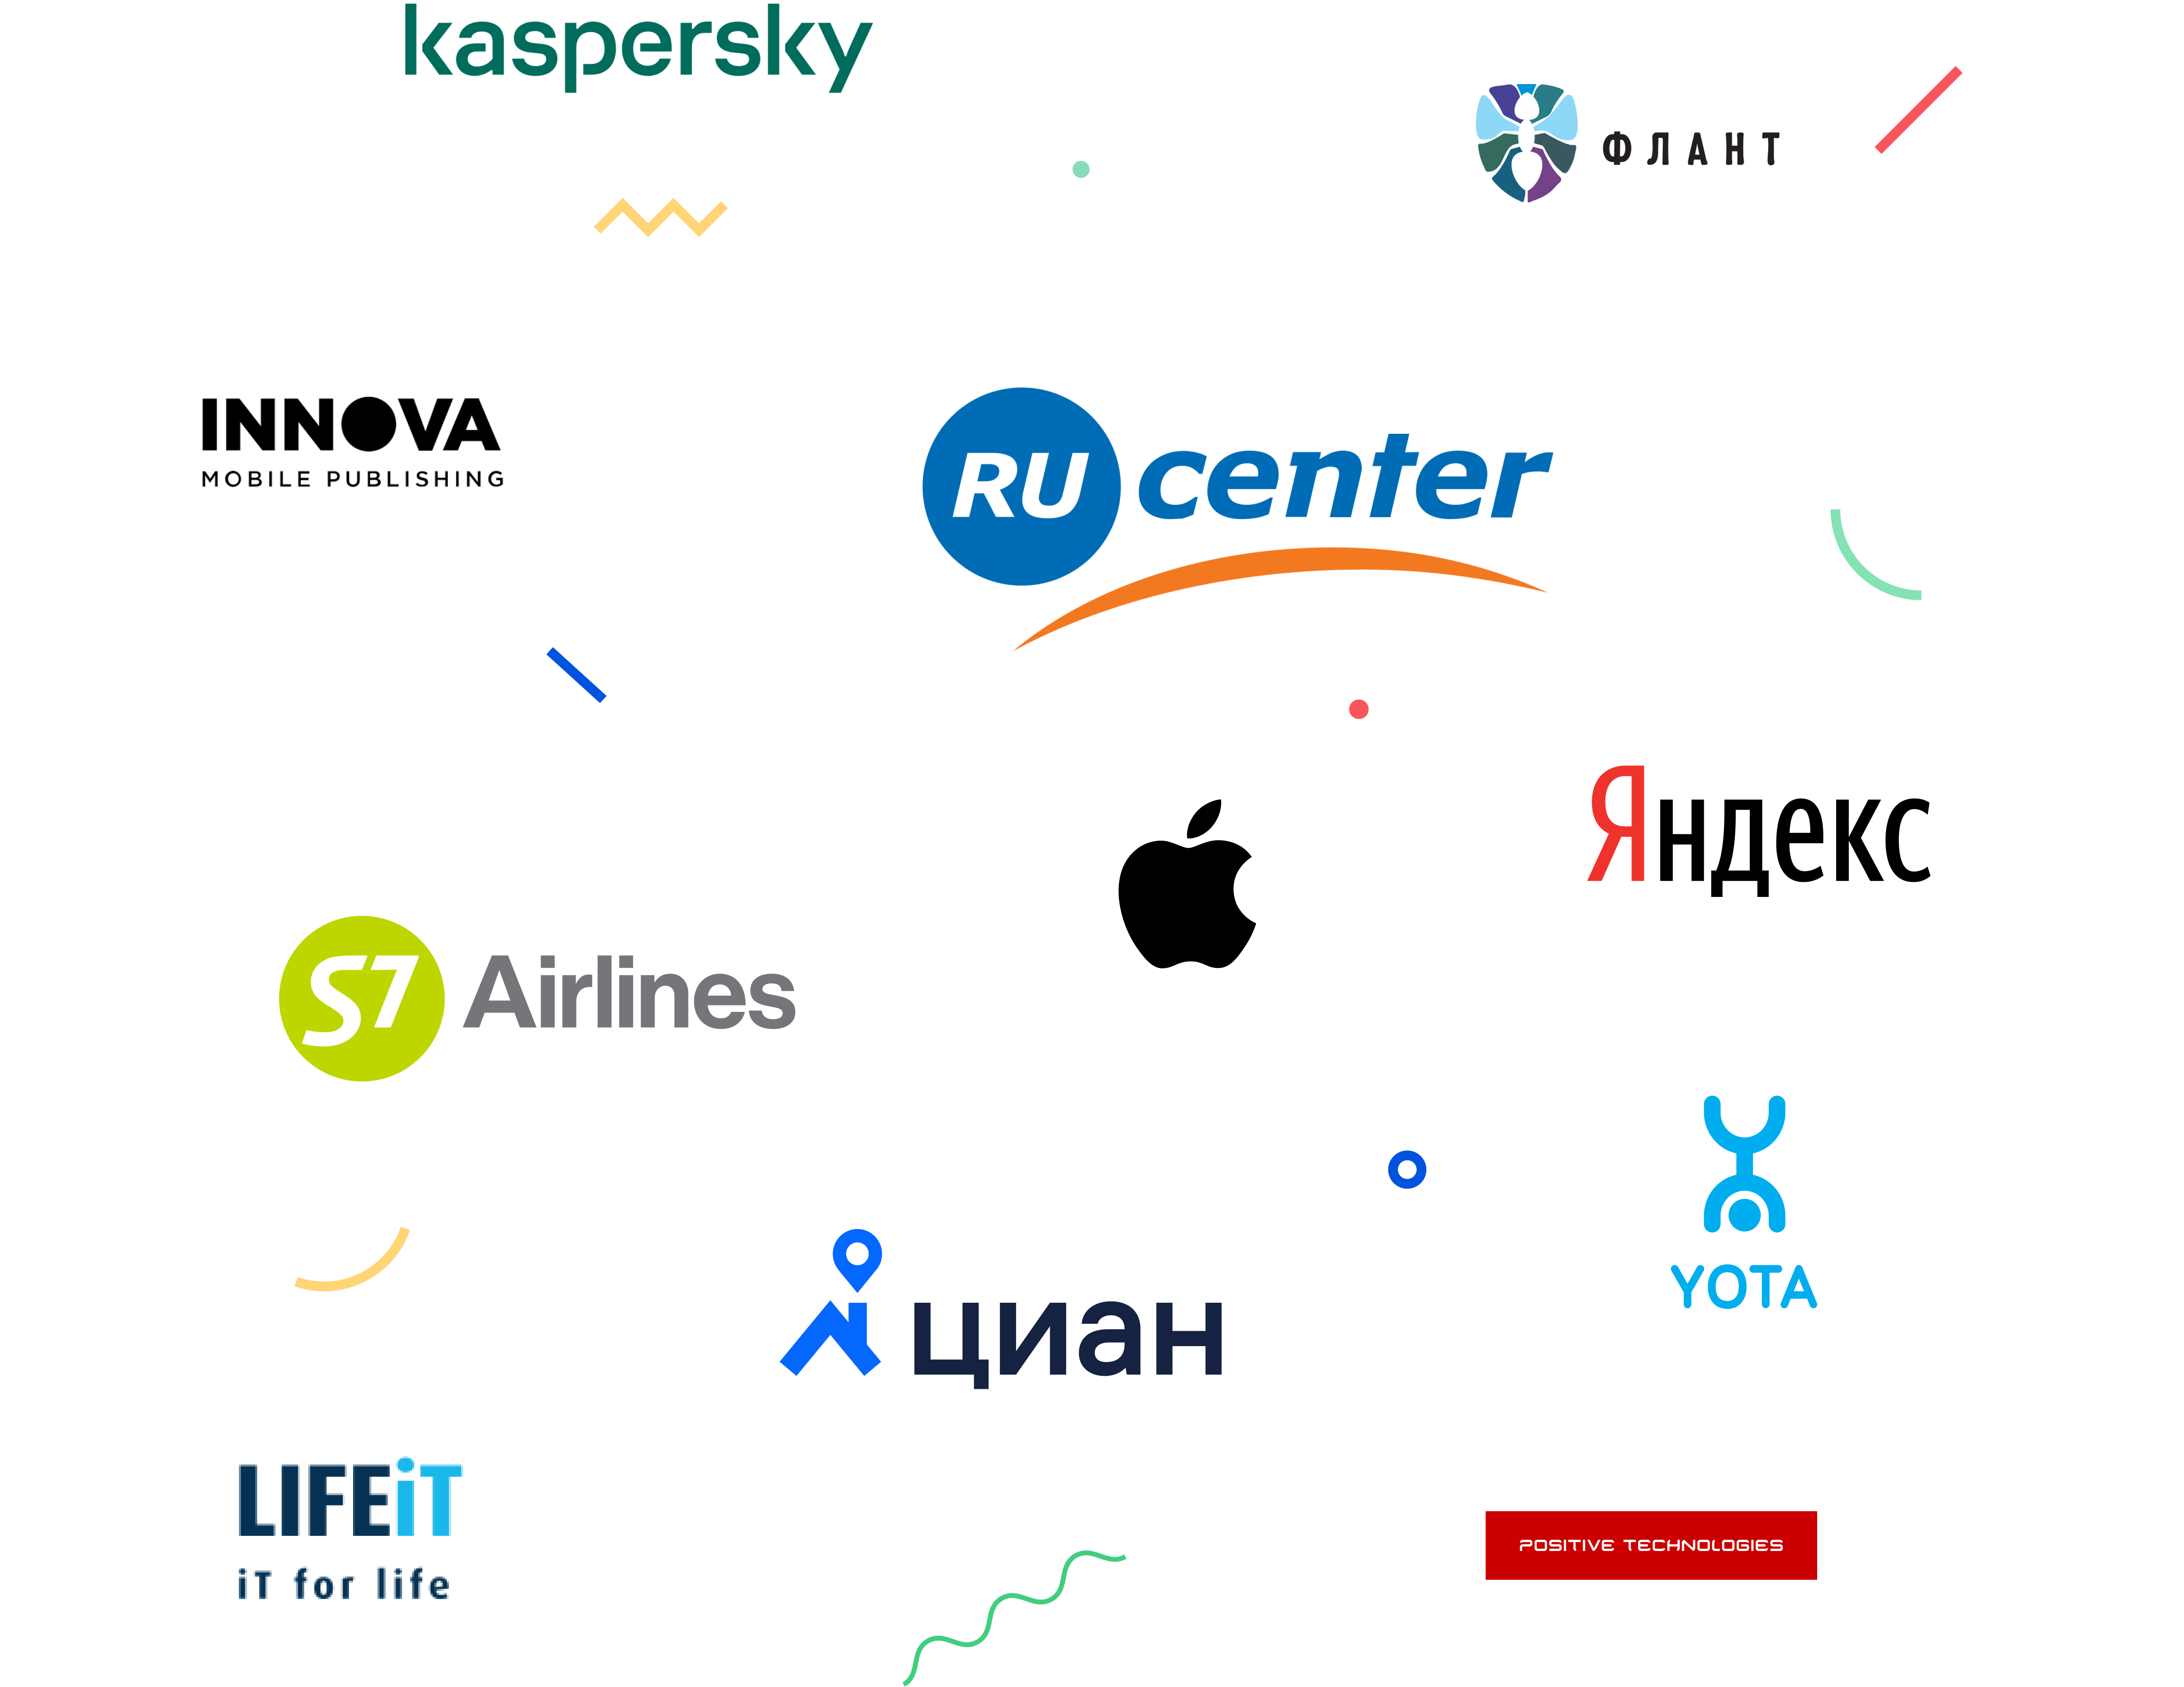 kaspersky
ФЛАНТ
INNOVA
MOBILE PUBLISHING
RU center
Яндекс
S7 Airlines
YOTA
циан
LIFEiT
iT for life
POSITIVE TECHNOLOGIES